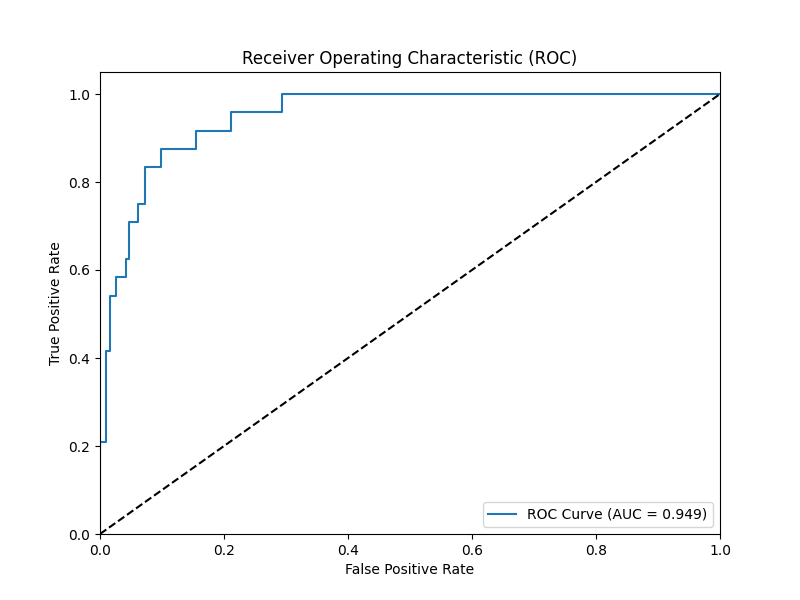 Receiver Operating Characteristic (ROC)
1.0
0.8
0.6
0.4
0.2
0.0
True Positive Rate
ROC Curve (AUC = 0.949)
0.0 0.2 0.4 0.6 0.8 1.0
False Positive Rate